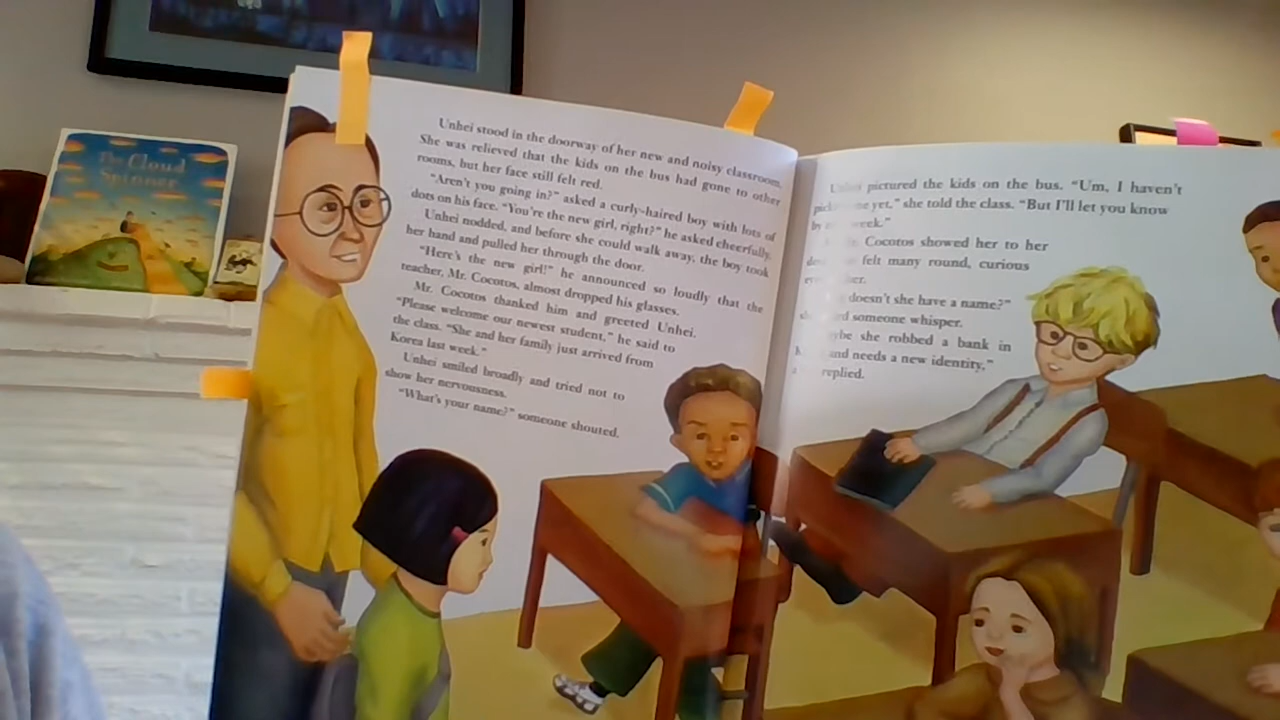 The Cloud
Spinner
Unhei stood in the doorway of her new and noisy classroom.
She was relieved that the kids on the bus had gone to other
rooms, but her face still felt red.
"Aren't you going in?" asked a curly-haired boy with lots of
dots on his face. "You're the new girl, right?" he asked cheerfully.
Unhei nodded, and before she could walk away, the boy took
her hand and pulled her through the door.
"Here's the new girl!" he announced so loudly that the
teacher, Mr. Cocotos, almost dropped his glasses.
Mr. Cocotos thanked him and greeted Unhei.
"Please welcome our newest student," he said to
the class. "She and her family just arrived from
Korea last week."
Unhei smiled broadly and tried not to
show her nervousness.
"What's your name?" someone shouted.
pictured the kids on the bus. "Um, I haven't
yet," she told the class. "But I'll let you know
by week."
Cocotos showed her to her
felt many round, curious
doesn't she have a name?"
someone whisper.
she robbed a bank in
and needs a new identity,"
replied.